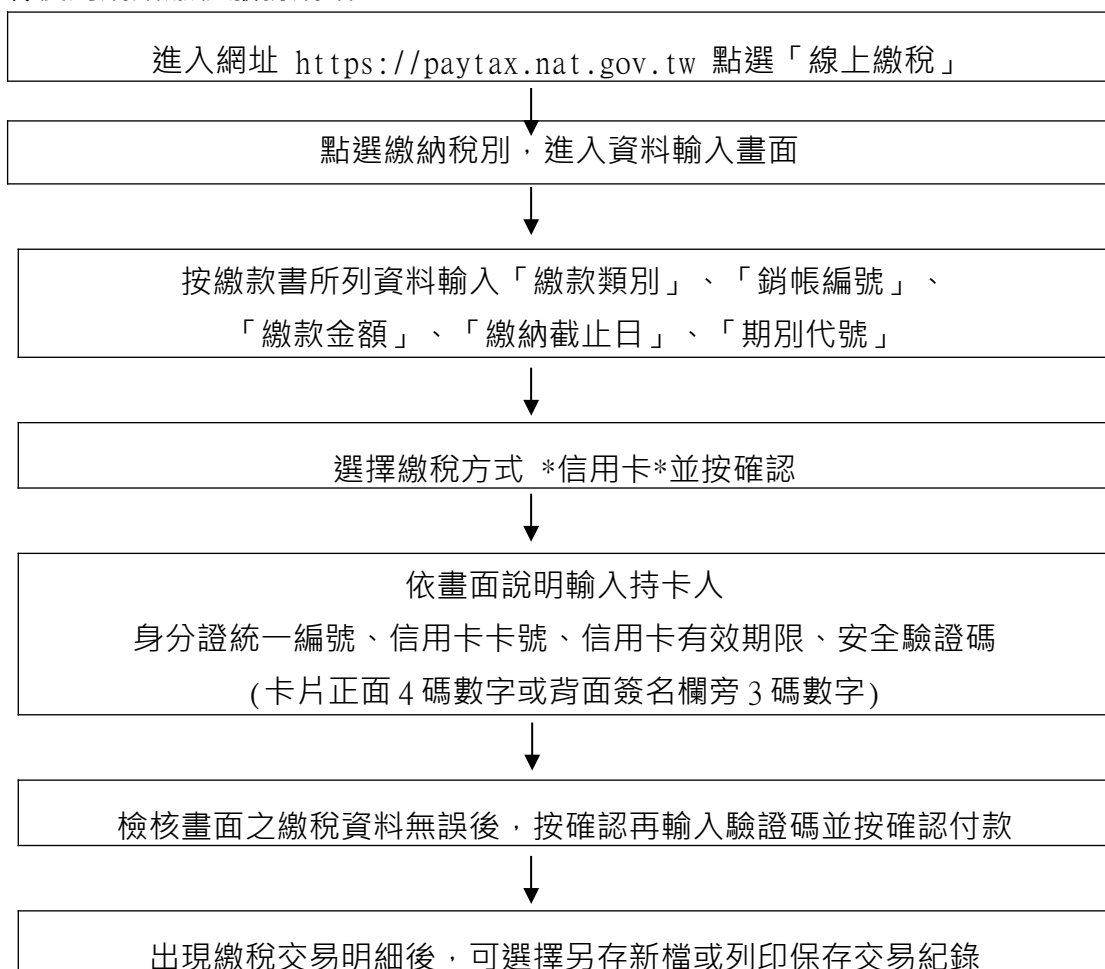 進入網址 https://paytax.nat.gov.tw 點選「線上繳稅」
點選繳納稅別，進入資料輸入畫面
按繳款書所列資料輸入「繳款類別」、「銷帳編號」、
「繳款金額」、「繳納截止日」、「期別代號」
選擇繳稅方式 *信用卡*並按確認
依畫面說明輸入持卡人
身分證統一編號、信用卡卡號、信用卡有效期限、安全驗證碼
(卡片正面 4 碼數字或背面簽名欄旁 3 碼數字)
檢核畫面之繳稅資料無誤後，按確認再輸入驗證碼並按確認付款
出現繳稅交易明細後，可選擇另存新檔或列印保存交易紀錄